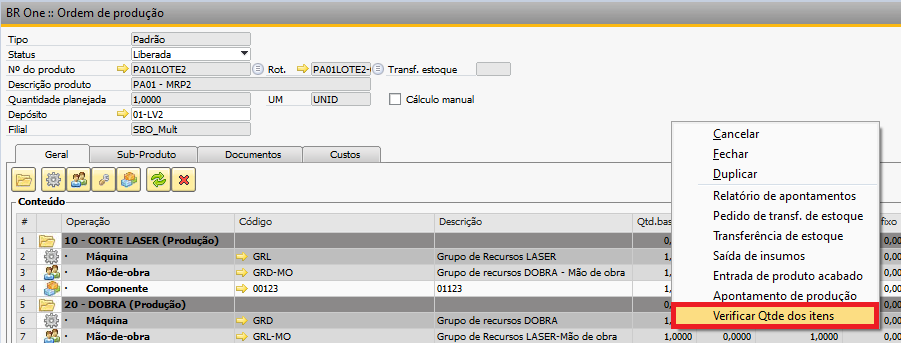 BR One :: Ordem de produção
Tipo Padrão
Status Liberada
Nº do produto PA01LOTE2 Rot. PA01LOTE2- Transf. estoque
Descrição produto PA01 - MRP2
Quantidade planejada 1,0000 UM UNID Cálculo manual
Depósito 01-LV2
Filial SBO_Mult
Geral Sub-Produto Documentos Custos
Conteúdo
# Operação Código Descrição Qtd.bas fixo
1 10 - CORTE LASER (Produção) 0, 0,00
2 Máquina GRL Grupo de recursos LASER 1, 0,00
3 Mão-de-obra GRD-MO Grupo de recursos DOBRA - Mão de obra 1, 0,00
4 Componente 00123 01123 1, 0,00
5 20 - DOBRA (Produção) 0, 0,00
6 Máquina GRD Grupo de recursos DOBRA 1, 0,00
7 Mão-de-obra GRL-MO Grupo de recursos LASER-Mão de obra 1,0000 0,0000 1,0000 0,00
Cancelar
Fechar
Duplicar
Relatório de apontamentos
Pedido de transf. de estoque
Transferência de estoque
Saída de insumos
Entrada de produto acabado
Apontamento de produção
Verificar Qtde dos itens